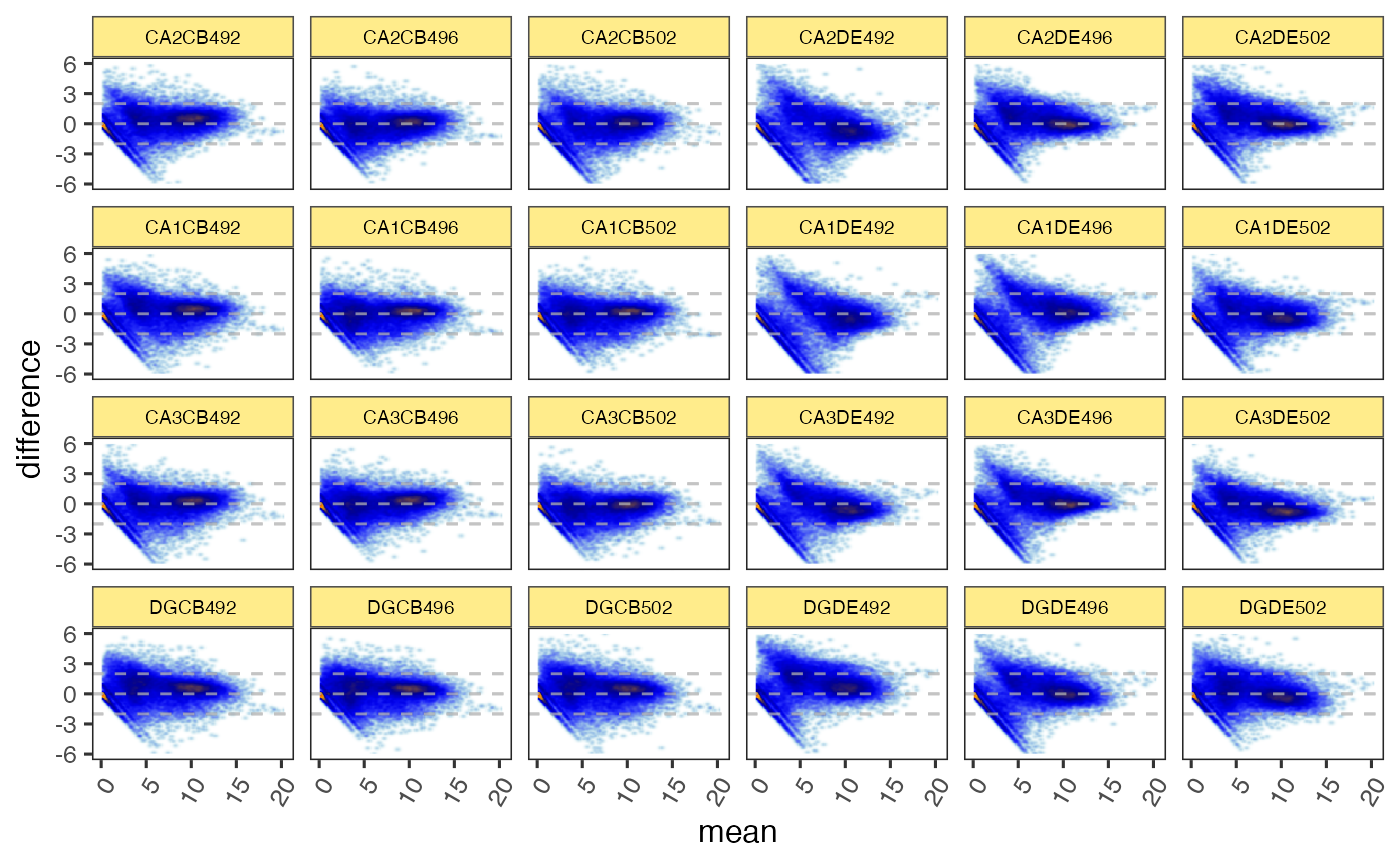 CA2CB492 CA2CB496 CA2CB502 CA2DE492 CA2DE496 CA2DE502
6
3
0
-3
-6
CA1CB492 CA1CB496 CA1CB502 CA1DE492 CA1DE496 CA1DE502
6
3
0
-3
-6
CA3CB492 CA3CB496 CA3CB502 CA3DE492 CA3DE496 CA3DE502
6
3
0
-3
-6
DGCB492 DGCB496 DGCB502 DGDE492 DGDE496 DGDE502
6
3
0
-3
-6
difference
0 5 10 15 20 0 5 10 15 20 0 5 10 15 20 0 5 10 15 20 0 5 10 15 20 0 5 10 15 20
mean